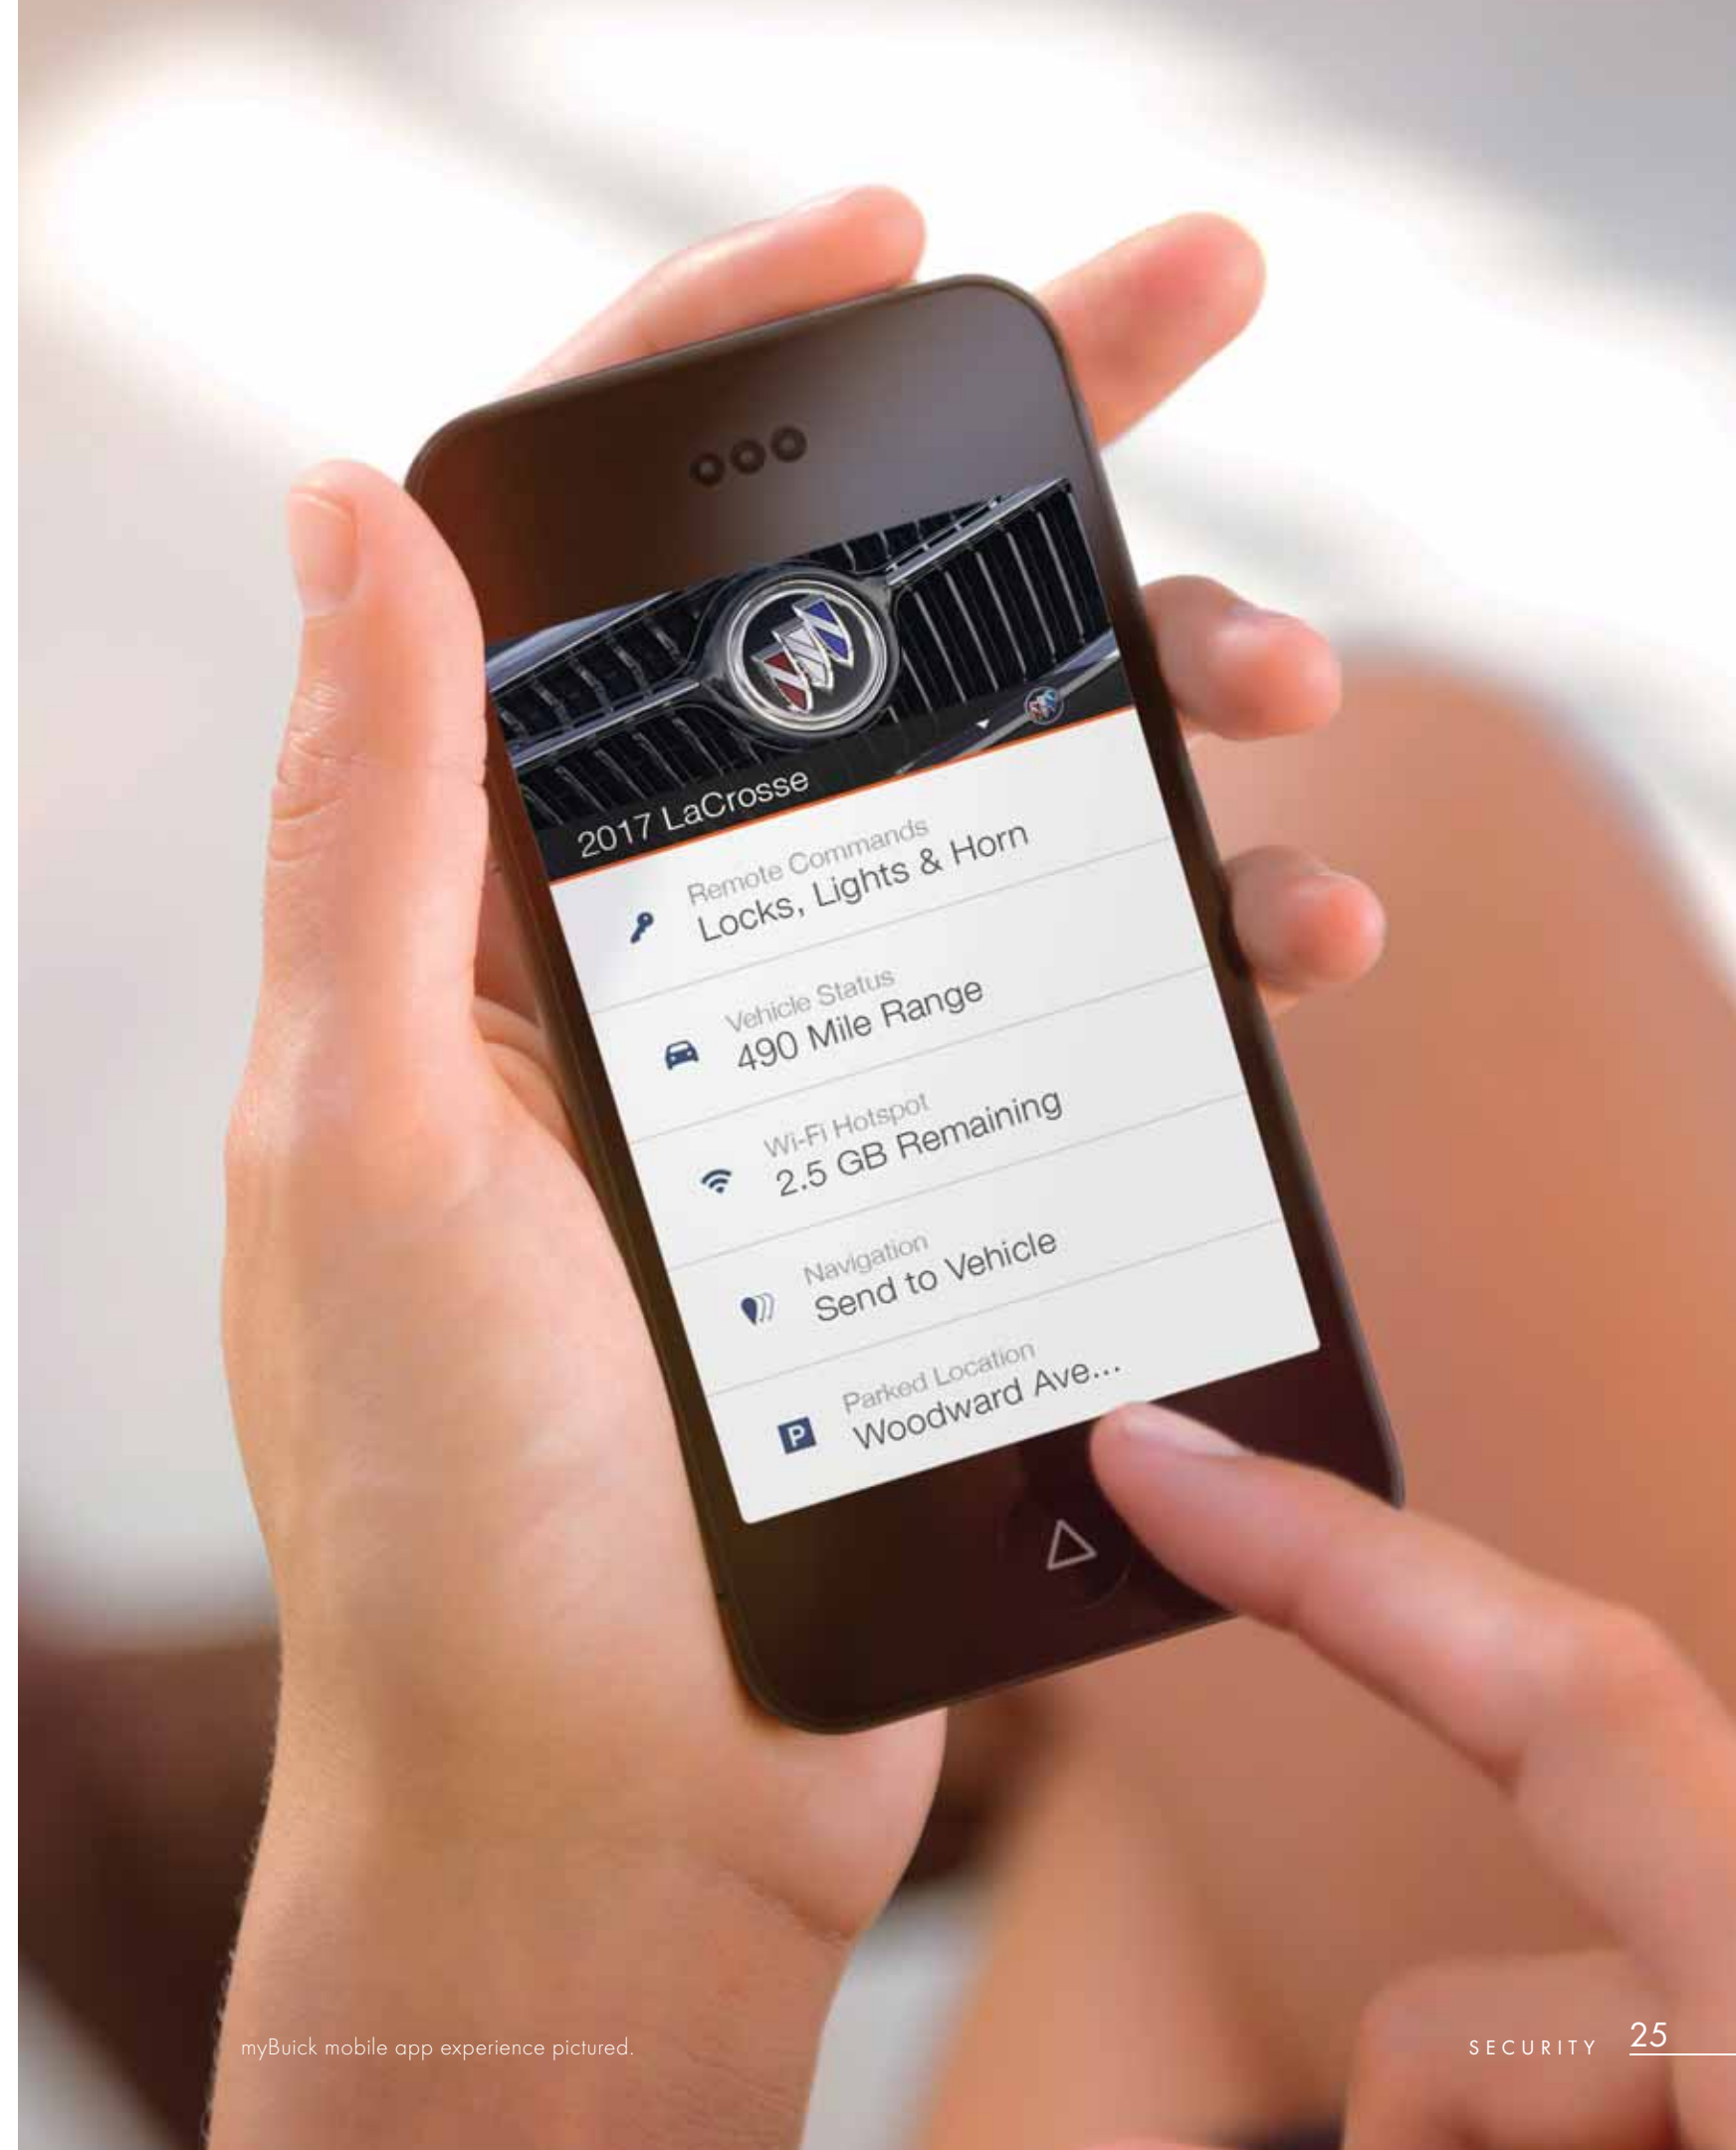 2017 LaCrosse
Remote Commands
Locks, Lights & Horn
Vehicle Status
490 Mile Range
Wi-Fi Hotspot
2.5 GB Remaining
Navigation
Send to Vehicle
P
Parked Location
Woodward Ave...
myBuick mobile app experience pictured.
SECURITY 25